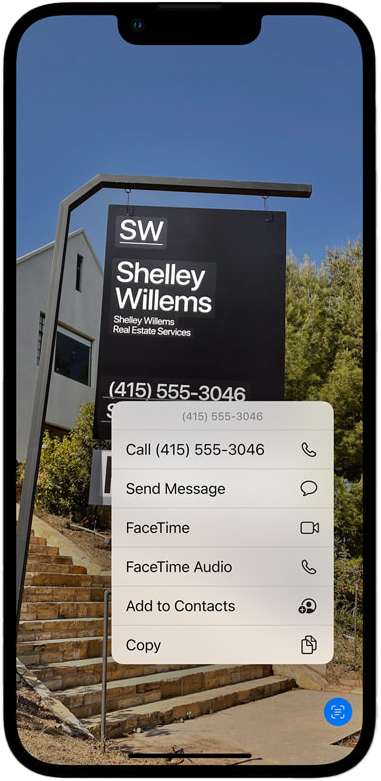 SW
Shelley
Willems
Shelley Willems
Real Estate Services
(415) 555-3046
(415) 555-3046
Call (415) 555-3046
Send Message
FaceTime
FaceTime Audio
Add to Contacts
Copy